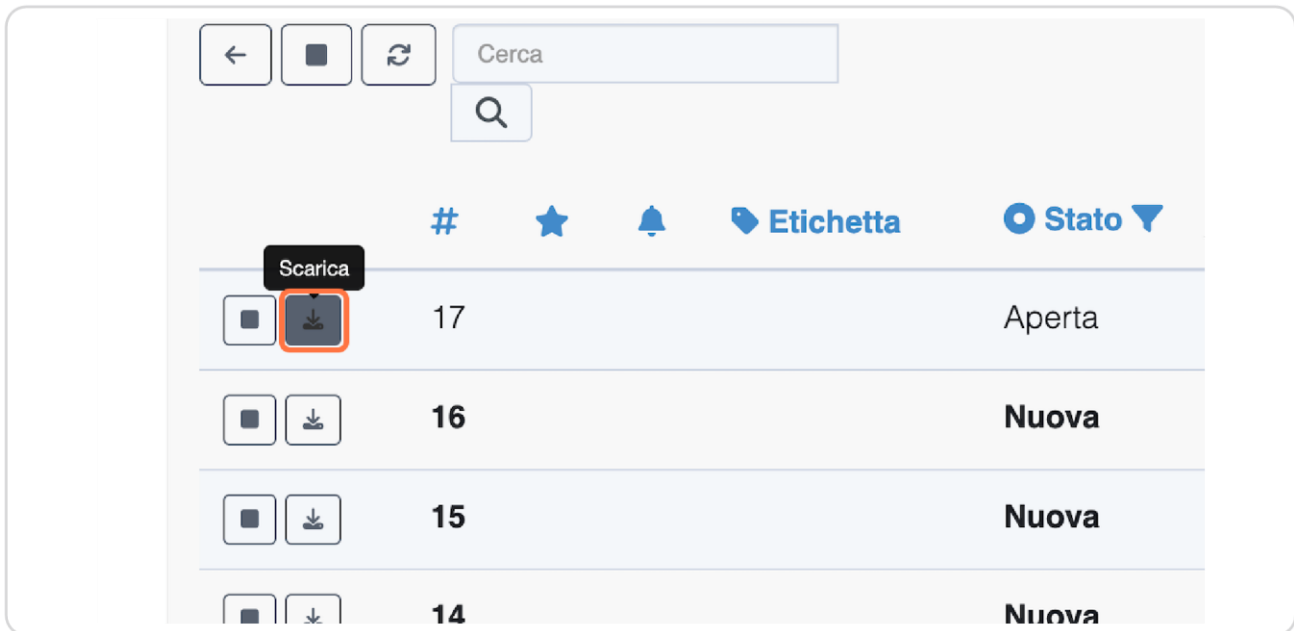 Cerca
# Etichetta Stato
Scarica
17 Aperta
16 Nuova
15 Nuova
14 Nuova